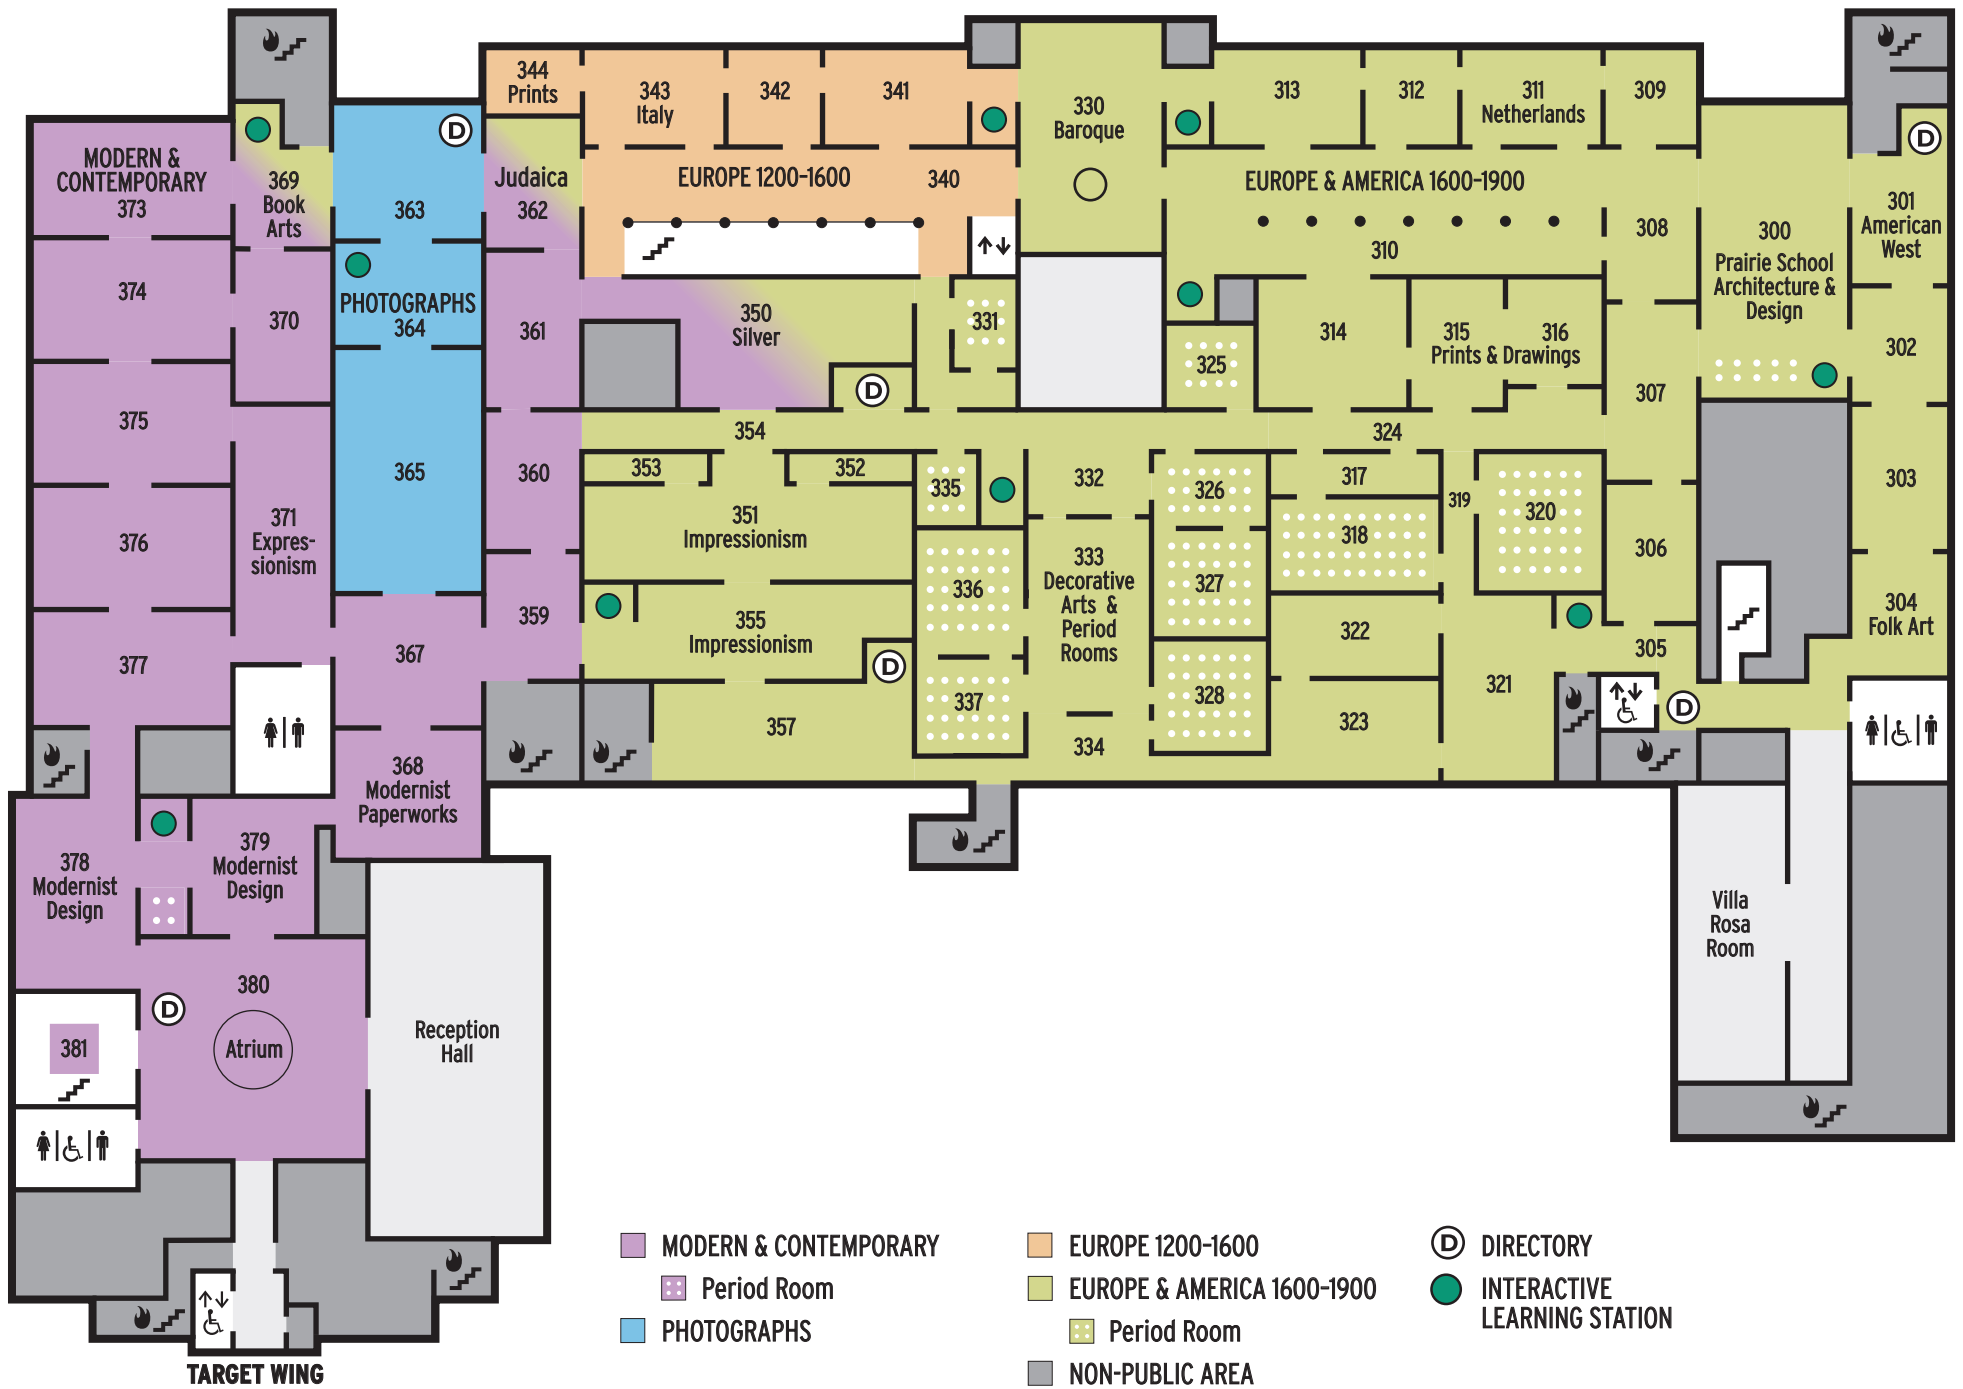 344
Prints
343
Italy
342
341
330
Baroque
313
312
311
Netherlands
309
D
D
MODERN &
CONTEMPORARY
373
369
Book
Arts
363
Judaica
362
EUROPE 1200-1600
340
EUROPE & AMERICA 1600-1900
310
308
300
Prairie School
Architecture &
Design
301
American
West
374
370
PHOTOGRAPHS
364
361
350
Silver
331
325
314
315
316
Prints & Drawings
302
D
307
375
365
360
354
353
352
351
Impressionism
335
332
326
324
317
319
318
320
303
376
371
Expres-
sionism
359
355
Impressionism
336
333
Decorative
Arts &
Period
Rooms
327
322
306
304
Folk Art
377
367
D
337
328
321
305
D
357
334
323
368
Modernist
Paperworks
378
Modernist
Design
379
Modernist
Design
Villa
Rosa
Room
380
D
Atrium
381
Reception
Hall
MODERN & CONTEMPORARY
Period Room
PHOTOGRAPHS
EUROPE 1200-1600
EUROPE & AMERICA 1600-1900
Period Room
NON-PUBLIC AREA
D DIRECTORY
INTERACTIVE
LEARNING STATION
TARGET WING